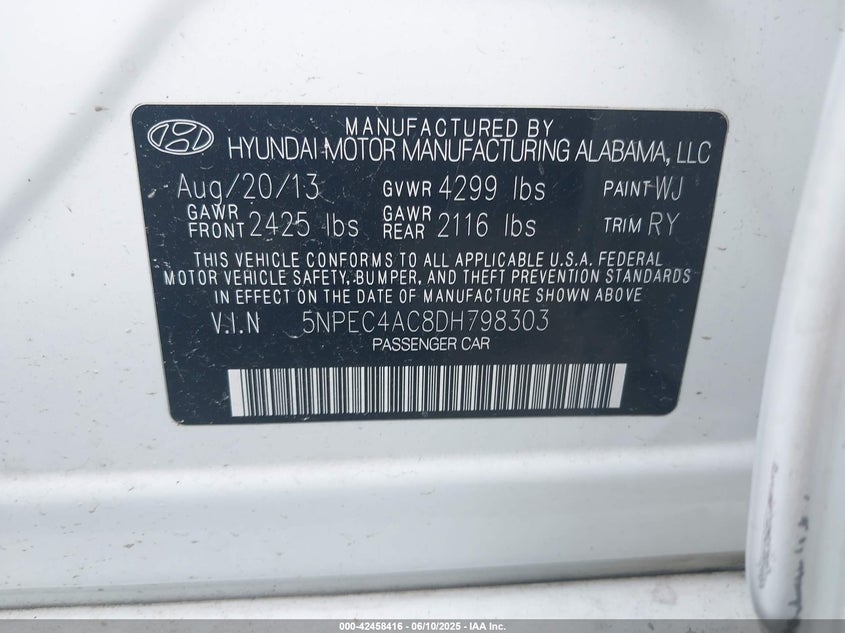 MANUFACTURED BY
HYUNDAI MOTOR MANUFACTURING ALABAMA, LLC
Aug/20/13 GVWR 4299 lbs PAINT WJ
GAWR FRONT 2425 lbs GAWR REAR 2116 lbs TRIM RY
THIS VEHICLE CONFORMS TO ALL APPLICABLE U.S.A. FEDERAL
MOTOR VEHICLE SAFETY, BUMPER, AND THEFT PREVENTION STANDARDS
IN EFFECT ON THE DATE OF MANUFACTURE SHOWN ABOVE
V.I.N 5NPEC4AC8DH798303
PASSENGER CAR
000-42458416 - 06/10/2025 - IAA Inc.